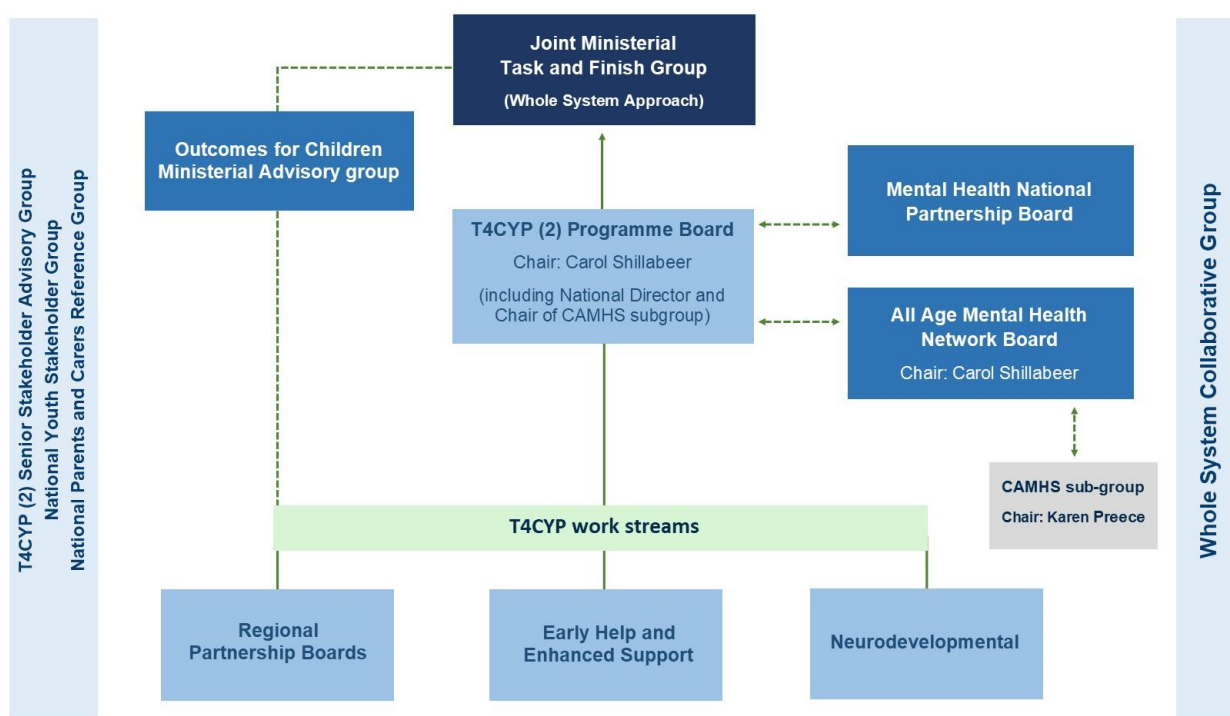 T4CYP (2) Senior Stakeholder Advisory Group
National Youth Stakeholder Group
National Parents and Carers Reference Group
Joint Ministerial
Task and Finish Group
(Whole System Approach)
Outcomes for Children
Ministerial Advisory group
T4CYP (2) Programme Board
Chair: Carol Shillabeer
(including National Director and
Chair of CAMHS subgroup)
Mental Health National
Partnership Board
All Age Mental Health
Network Board
Chair: Carol Shillabeer
CAMHS sub-group
Chair: Karen Preece
T4CYP work streams
Regional
Partnership Boards
Early Help and
Enhanced Support
Neurodevelopmental
Whole System Collaborative Group